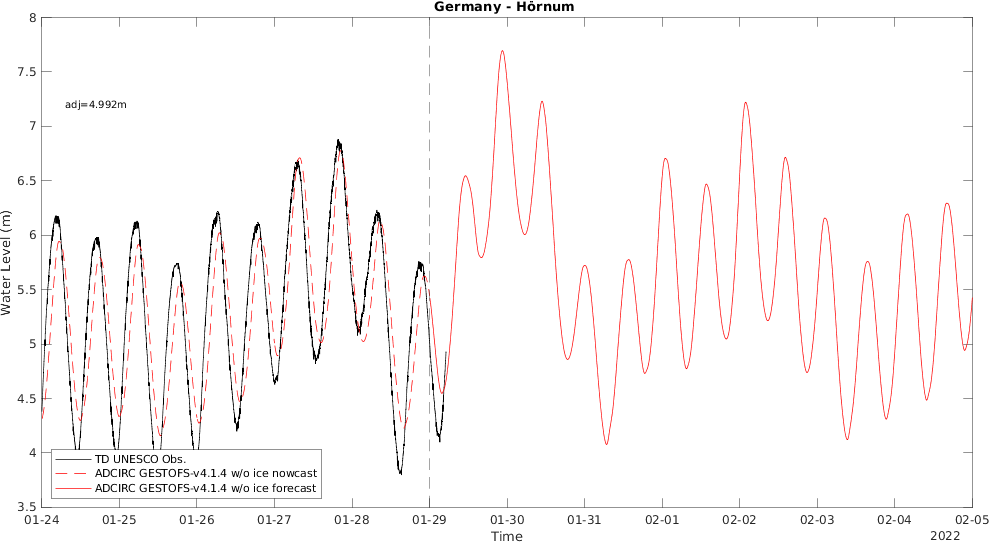 Germany - Hörnum
8
7.5
7
6.5
6
5.5
5
4.5
4
3.5
Water Level (m)
adj=4.992m
TD UNESCO Obs.
ADCIRC GESTOFS-v4.1.4 w/o ice nowcast
ADCIRC GESTOFS-v4.1.4 w/o ice forecast
01-24 01-25 01-26 01-27 01-28 01-29 01-30 01-31 02-01 02-02 02-03 02-04 02-05
Time
2022